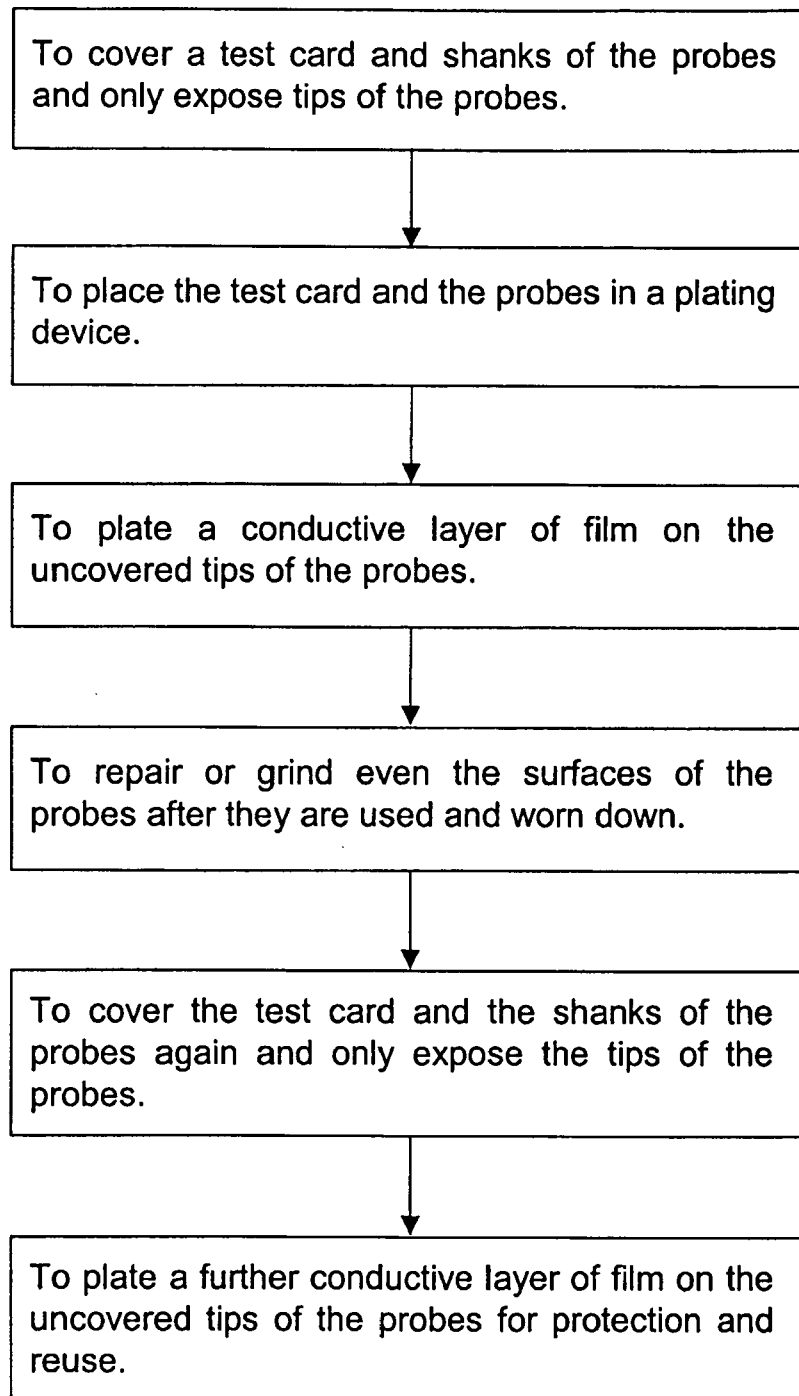 To cover a test card and shanks of the probes
and only expose tips of the probes.
To place the test card and the probes in a plating
device.
To plate a conductive layer of film on the
uncovered tips of the probes.
To repair or grind even the surfaces of the
probes after they are used and worn down.
To cover the test card and the shanks of the
probes again and only expose the tips of the
probes.
To plate a further conductive layer of film on the
uncovered tips of the probes for protection and
reuse.